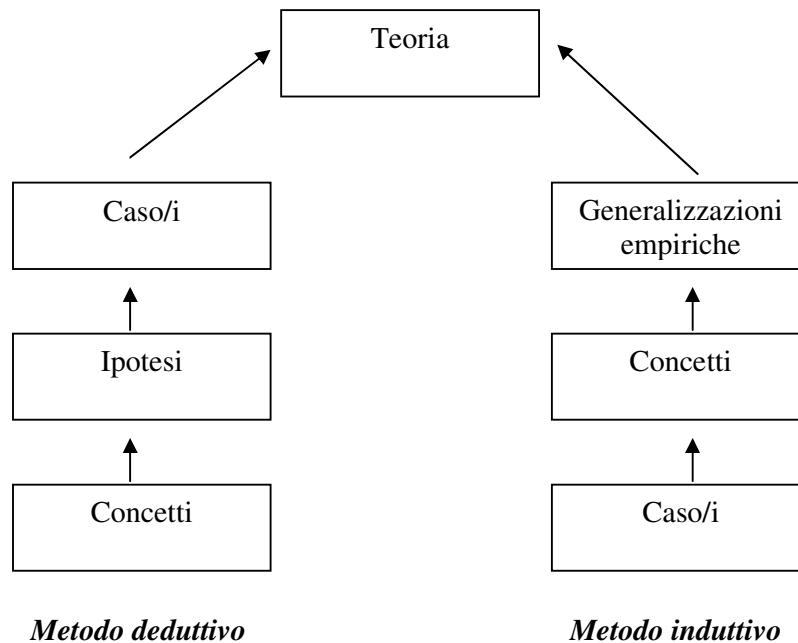 Teoria
Caso/i
Generalizzazioni
empiriche
Ipotesi
Concetti
Concetti
Caso/i
Metodo deduttivo
Metodo induttivo